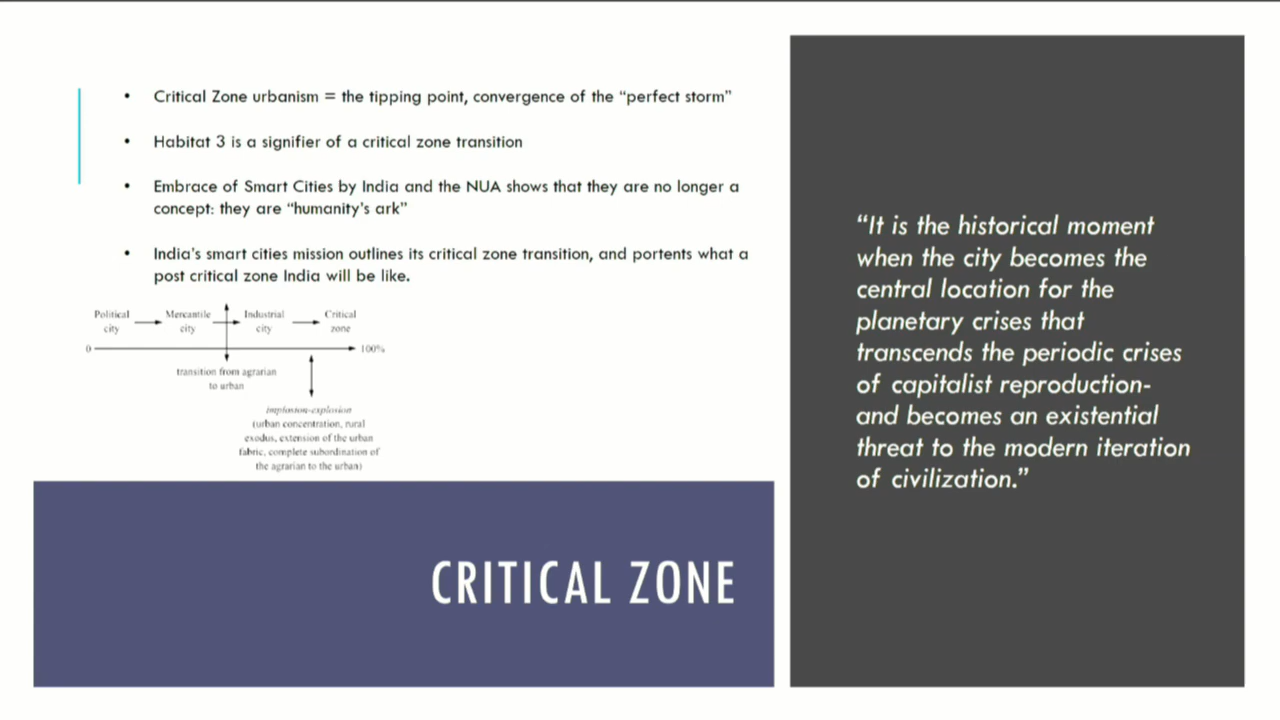 • Critical Zone urbanism = the tipping point, convergence of the “perfect storm”
• Habitat 3 is a signifier of a critical zone transition
• Embrace of Smart Cities by India and the NUA shows that they are no longer a
concept: they are “humanity’s ark”
• India’s smart cities mission outlines its critical zone transition, and portents what a
post critical zone India will be like.
Political city
Mercantile city
Industrial city
Critical zone
0
100%
transition from agrarian
to urban
implosion-explosion
(urban concentration, rural
exodus, extension of the urban
fabric, complete subordination of
the agrarian to the urban)
CRITICAL ZONE
“It is the historical moment
when the city becomes the
central location for the
planetary crises that
transcends the periodic crises
of capitalist reproduction-
and becomes an existential
threat to the modern iteration
of civilization.”